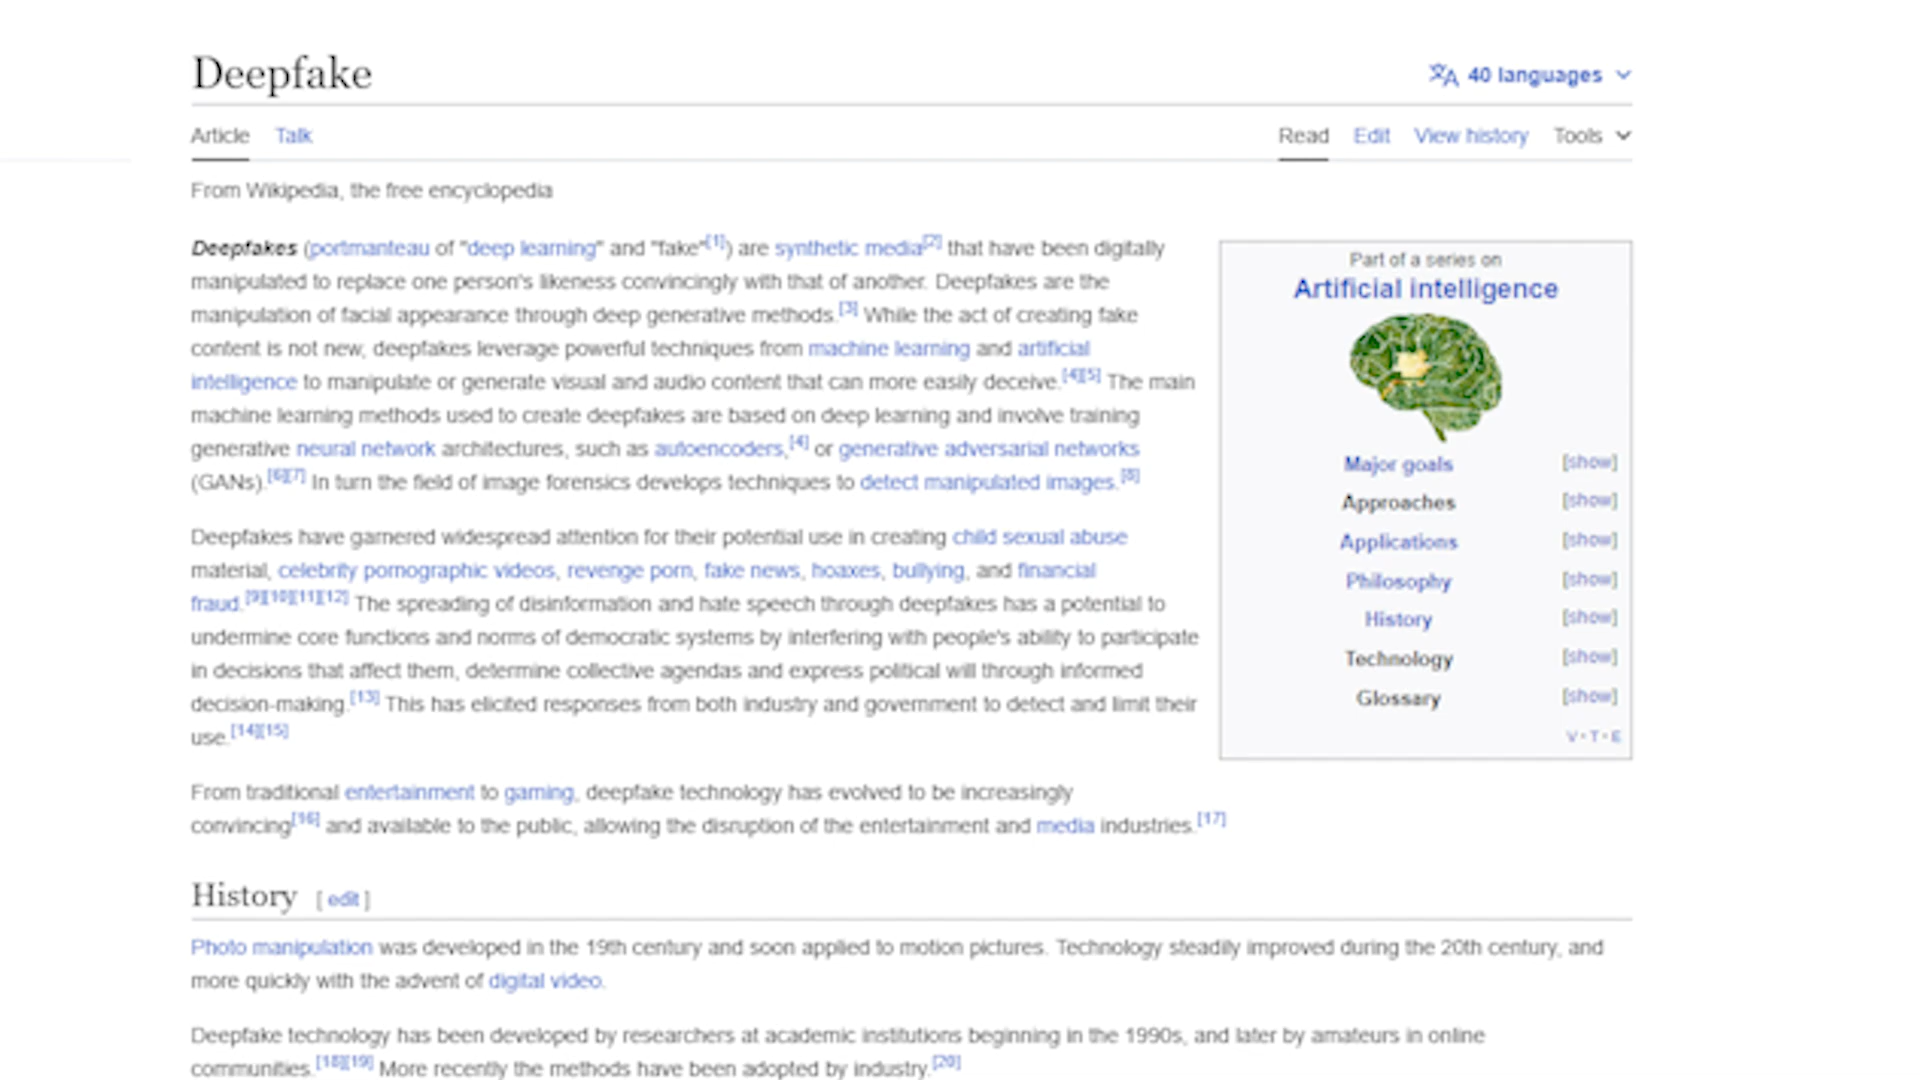 Deepfake
40 languages
Article Talk
Read Edit View history Tools
From Wikipedia, the free encyclopedia
Deepfakes (portmanteau of "deep learning" and "fake"[1]) are synthetic media[2] that have been digitally
manipulated to replace one person's likeness convincingly with that of another. Deepfakes are the
manipulation of facial appearance through deep generative methods.[3] While the act of creating fake
content is not new, deepfakes leverage powerful techniques from machine learning and artificial
intelligence to manipulate or generate visual and audio content that can more easily deceive.[4][5] The main
machine learning methods used to create deepfakes are based on deep learning and involve training
generative neural network architectures, such as autoencoders,[4] or generative adversarial networks
(GANs).[6][7] In turn the field of image forensics develops techniques to detect manipulated images.[8]
Deepfakes have garnered widespread attention for their potential use in creating child sexual abuse
material, celebrity pornographic videos, revenge porn, fake news, hoaxes, bullying, and financial
fraud.[9][10][11][12] The spreading of disinformation and hate speech through deepfakes has a potential to
undermine core functions and norms of democratic systems by interfering with people's ability to participate
in decisions that affect them, determine collective agendas and express political will through informed
decision-making.[13] This has elicited responses from both industry and government to detect and limit their
use.[14][15]
From traditional entertainment to gaming, deepfake technology has evolved to be increasingly
convincing[16] and available to the public, allowing the disruption of the entertainment and media industries.[17]
Part of a series on
Artificial intelligence
Major goals [show]
Approaches [show]
Applications [show]
Philosophy [show]
History [show]
Technology [show]
Glossary [show]
V · T · E
History [ edit ]
Photo manipulation was developed in the 19th century and soon applied to motion pictures. Technology steadily improved during the 20th century, and
more quickly with the advent of digital video.
Deepfake technology has been developed by researchers at academic institutions beginning in the 1990s, and later by amateurs in online
communities.[18][19] More recently the methods have been adopted by industry.[20]